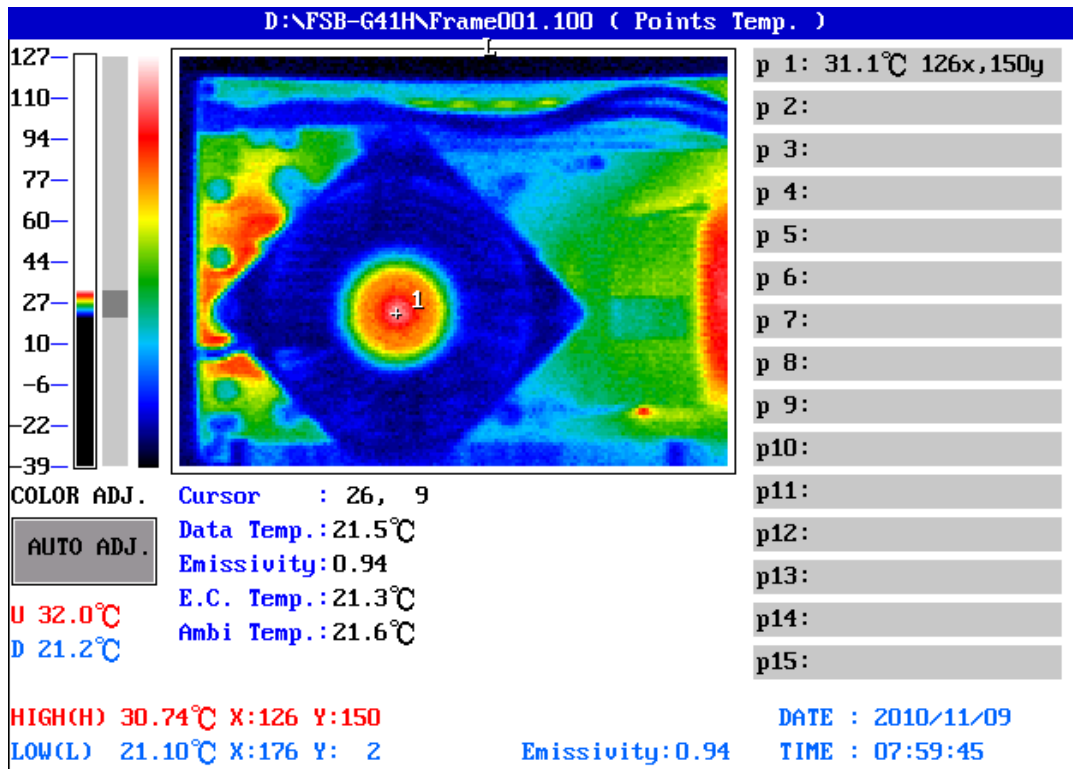 D:\FSB-G41H\Frame001.100 ( Points Temp. )
L
127
110
94
77
60
44
27
10
-6
-22
-39
1
p 1: 31.1℃ 126x,150y
p 2:
p 3:
p 4:
p 5:
p 6:
p 7:
p 8:
p 9:
p10:
p11:
p12:
p13:
p14:
p15:
COLOR ADJ.
AUTO ADJ.
U 32.0℃
D 21.2℃
Cursor : 26, 9
Data Temp.:21.5℃
Emissivity:0.94
E.C. Temp.:21.3℃
Ambi Temp.:21.6℃
HIGH(H) 30.74℃ X:126 Y:150
LOW(L) 21.10℃ X:176 Y: 2
Emissivity:0.94
DATE : 2010/11/09
TIME : 07:59:45